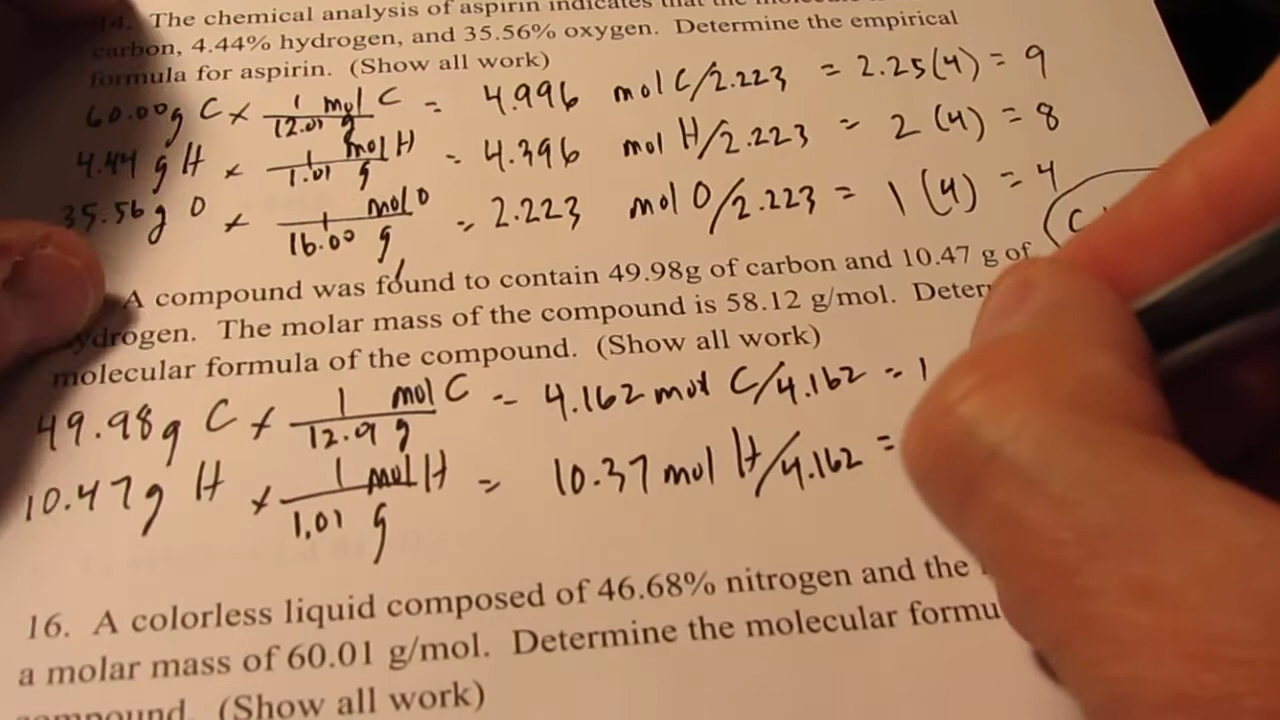 14. The chemical analysis of aspirin indicates that the
carbon, 4.44% hydrogen, and 35.56% oxygen. Determine the empirical
formula for aspirin. (Show all work)
60.00g C x 1 mol C / 12.01 g = 4.996 mol C/2.223 = 2.25(4) = 9
4.44 g H x 1 mol H / 1.01 g = 4.396 mol H/2.223 = 2 (4) = 8
35.56 g O x 1 mol O / 16.00 g = 2.223 mol O/2.223 = 1 (4) = 4
C
A compound was found to contain 49.98g of carbon and 10.47 g of
ydrogen. The molar mass of the compound is 58.12 g/mol. Deter
molecular formula of the compound. (Show all work)
49.98g C x 1 mol C / 12.01 g = 4.162 mol C/4.162 = 1
10.47g H x 1 mol H / 1.01 g = 10.37 mol H/4.162 =
16. A colorless liquid composed of 46.68% nitrogen and the
a molar mass of 60.01 g/mol. Determine the molecular formu
compound. (Show all work)